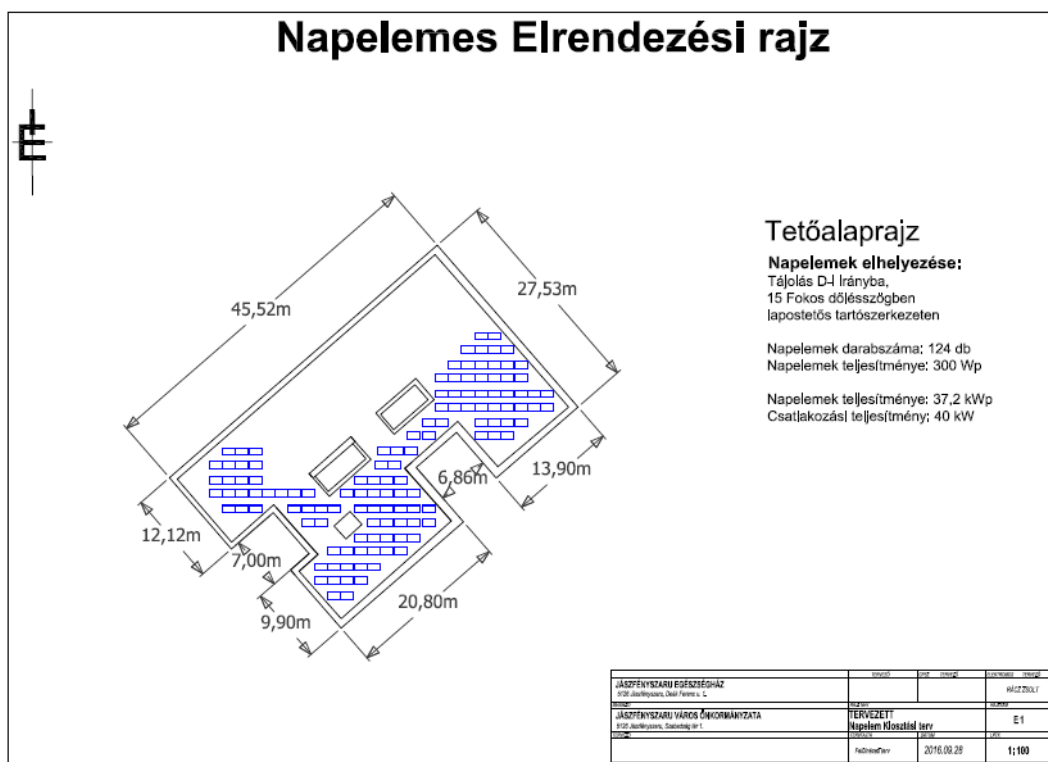 Napelemes Elrendezési rajz
É
Tetőalaprajz
Napelemek elhelyezése:
Tájolás D-i Irányba,
15 Fokos dőlésszögben
lapostetős tartószerkezeten
Napelemek darabszáma: 124 db
Napelemek teljesítménye: 300 Wp
Napelemek teljesítménye: 37,2 kWp
Csatlakozási teljesítmény: 40 kW
45,52m
27,53m
13,90m
6,86m
12,12m
7,00m
9,90m
20,80m
JÁSZFÉNYSZARU EGÉSZSÉGHÁZ
RÁCZ ZSOLT
JÁSZFÉNYSZARU VÁROS ÖNKORMÁNYZATA
TERVEZETT
Napelem Kiosztási terv
E1
2016.09.28
1:100